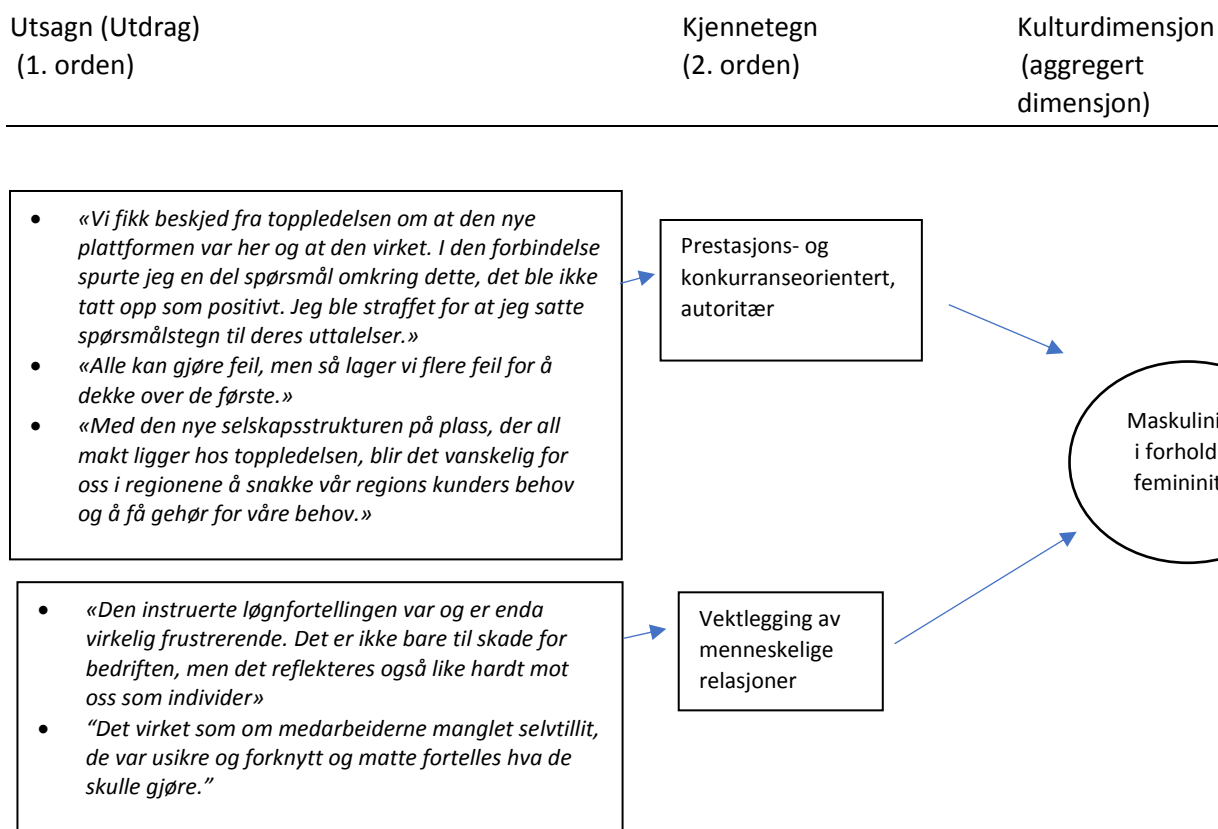 Utsagn (Utdrag)
(1. orden)
Kjennetegn
(2. orden)
Kulturdimensjon
(aggregert
dimensjon)
• «Vi fikk beskjed fra toppledelsen om at den nye
plattformen var her og at den virket. I den forbindelse
spurte jeg en del spørsmål omkring dette, det ble ikke
tatt opp som positivt. Jeg ble straffet for at jeg satte
spørsmålstegn til deres uttalelser.»
• «Alle kan gjøre feil, men så lager vi flere feil for å
dekke over de første.»
• «Med den nye selskapsstrukturen på plass, der all
makt ligger hos toppledelsen, blir det vanskelig for
oss i regionene å snakke vår regions kunders behov
og å få gehør for våre behov.»
Prestasjons- og
konkurranseorientert,
autoritær
• «Den instruerte løgnfortellingen var og er enda
virkelig frustrerende. Det er ikke bare til skade for
bedriften, men det reflekteres også like hardt mot
oss som individer»
• “Det virket som om medarbeiderne manglet selvtillit,
de var usikre og forknytt og matte fortelles hva de
skulle gjøre.”
Vektlegging av
menneskelige
relasjoner
i forhold